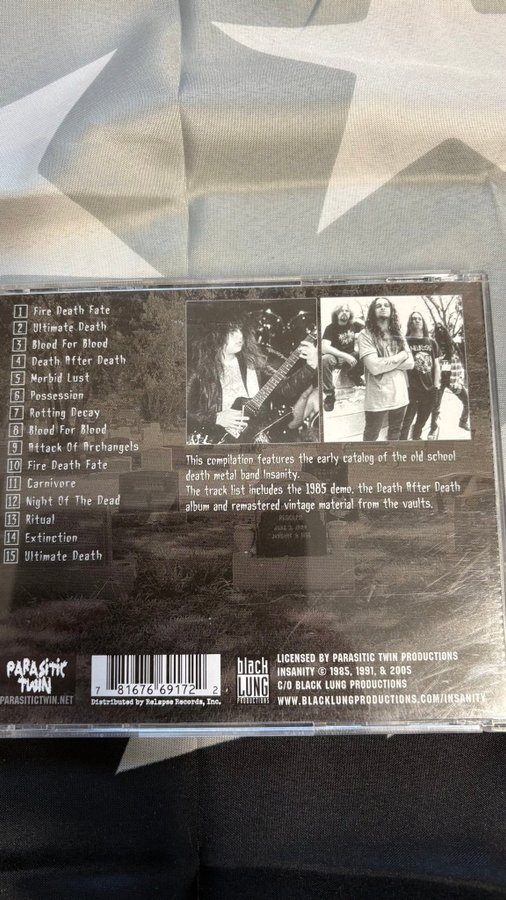 1 Fire Death Fate
2 Ultimate Death
3 Blood For Blood
4 Death After Death
5 Morbid Lust
6 Possession
7 Rotting Decay
8 Blood For Blood
9 Attack Of Archangels
10 Fire Death Fate
11 Carnivore
12 Night Of The Dead
13 Ritual
14 Extinction
15 Ultimate Death
This compilation features the early catalog of the old school
death metal band Insanity.
The track list includes the 1985 demo, the Death After Death
album and remastered vintage material from the vaults.
PARASITIC
TWIN
PARASITICTWIN.NET
7 81676 69172 2
Distributed by Relapse Records, Inc.
black
LUNG
PRODUCTIONS
LICENSED BY PARASITIC TWIN PRODUCTIONS
INSANITY © 1985, 1991, & 2005
C/O BLACK LUNG PRODUCTIONS
WWW.BLACKLUNGPRODUCTIONS.COM/INSANITY